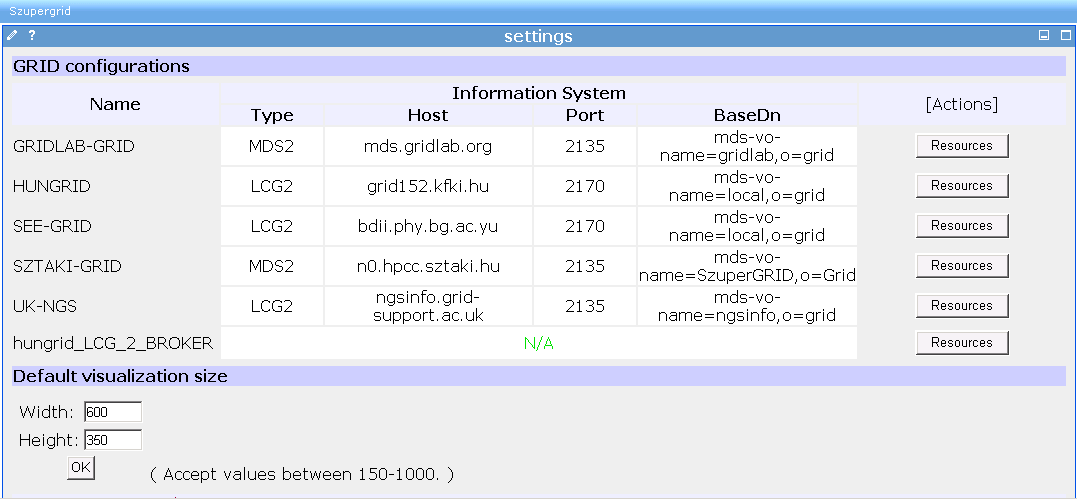 Szupergrid
? settings
GRID configurations
Name Information System [Actions]
Type Host Port BaseDn
GRIDLAB-GRID MDS2 mds.gridlab.org 2135 mds-vo-
name=gridlab,o=grid Resources
HUNGRID LCG2 grid152.kfki.hu 2170 mds-vo-
name=local,o=grid Resources
SEE-GRID LCG2 bdii.phy.bg.ac.yu 2170 mds-vo-
name=local,o=grid Resources
SZTAKI-GRID MDS2 n0.hpcc.sztaki.hu 2135 mds-vo-
name=SzuperGRID,o=Grid Resources
UK-NGS LCG2 ngsinfo.grid-
support.ac.uk 2135 mds-vo-
name=ngsinfo,o=grid Resources
hungrid_LCG_2_BROKER N/A Resources
Default visualization size
Width: 600
Height: 350
OK ( Accept values between 150-1000. )